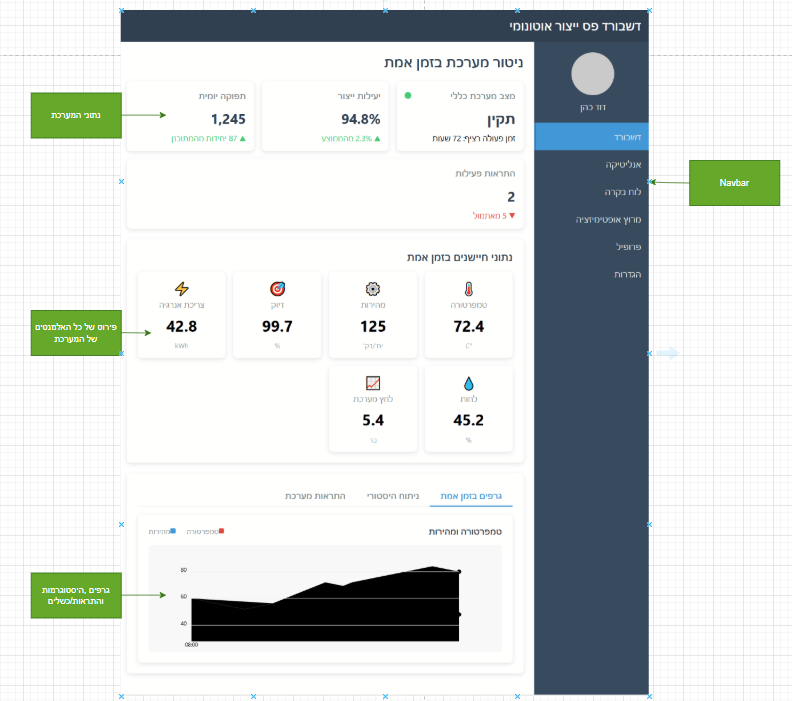 דשבורד פס ייצור אוטונומי
דוד כהן
דשבורד
אנליטיקה
לוח בקרה
מרוץ אופטימיזציה
פרופיל
הגדרות
Navbar
ניטור מערכת בזמן אמת
מצב מערכת כללי
תקין
זמן פעולה רציף: 72 שעות
יעילות ייצור
94.8%
▲ 2.3% מהממוצע
תפוקה יומית
1,245
▲ 87 יחידות מהמתוכנן
נתוני המערכת
התראות פעילות
2
▼ 5 מאתמול
נתוני חיישנים בזמן אמת
טמפרטורה
72.4
°C
מהירות
125
יח'/דק'
דיוק
99.7
%
צריכת אנרגיה
42.8
kWh
פירוט של כל האלמנטים
של המערכת
לחות
45.2
%
לחץ מערכת
5.4
בר
גרפים בזמן אמת
ניתוח היסטורי
התראות מערכת
טמפרטורה ומהירות
טמפרטורה
מהירות
80
60
40
08:00
גרפים ,היסטוגרמות
והתראות/כשלים